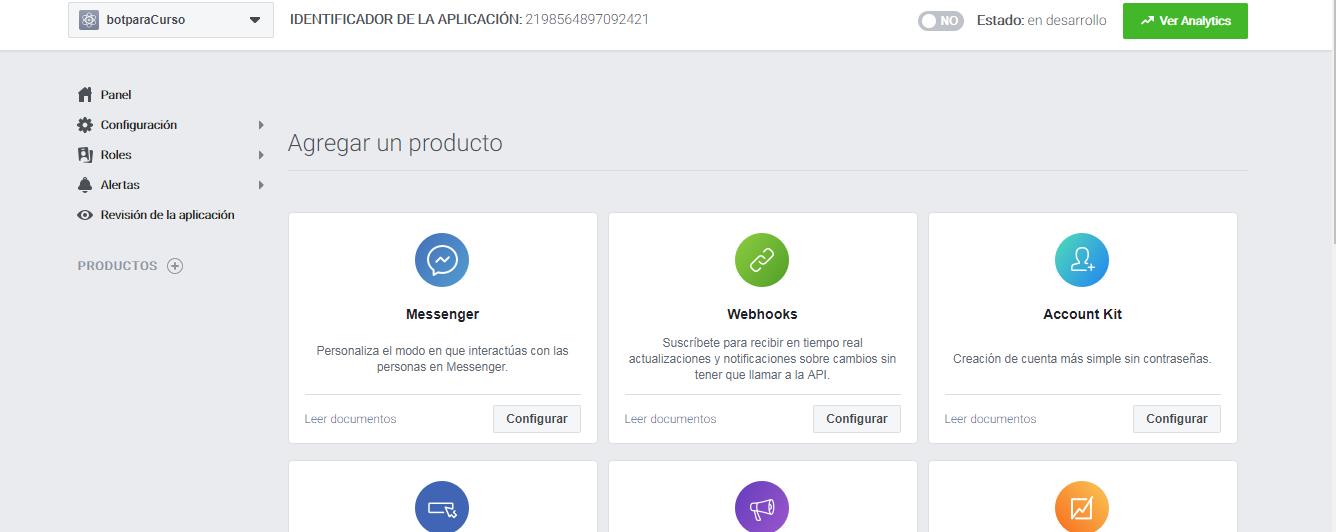 botparaCurso
IDENTIFICADOR DE LA APLICACIÓN: 2198564897092421
NO
Estado: en desarrollo
Ver Analytics
Panel
Configuración
Roles
Alertas
Revisión de la aplicación
PRODUCTOS
Agregar un producto
Messenger
Personaliza el modo en que interactúas con las
personas en Messenger.
Leer documentos
Configurar
Webhooks
Suscríbete para recibir en tiempo real
actualizaciones y notificaciones sobre cambios sin
tener que llamar a la API.
Leer documentos
Configurar
Account Kit
Creación de cuenta más simple sin contraseñas.
Leer documentos
Configurar